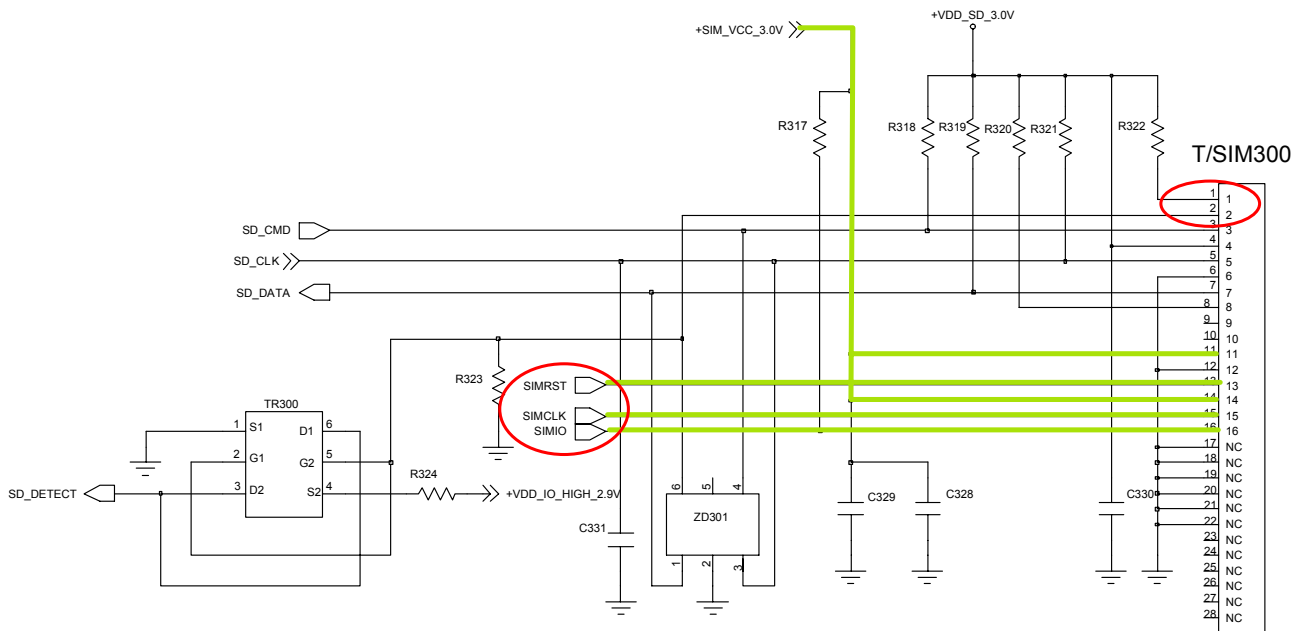 +VDD_SD_3.0V
+SIM_VCC_3.0V
R317
R318
R319
R320
R321
R322
T/SIM300
1
1
2
2
SD_CMD
3
3
4
4
SD_CLK
5
5
6
6
SD_DATA
7
7
8
8
9
9
10
10
11
11
12
12
R323
SIMRST
13
13
14
14
SIMCLK
15
15
SIMIO
16
16
TR300
17
NC
18
NC
19
NC
20
NC
21
NC
22
NC
23
NC
24
NC
25
NC
26
NC
27
NC
28
NC
1
S1
D1
6
2
G1
G2
5
SD_DETECT
3
D2
S2
4
R324
+VDD_IO_HIGH_2.9V
6
5
4
ZD301
1
2
3
C331
C329
C328
C330